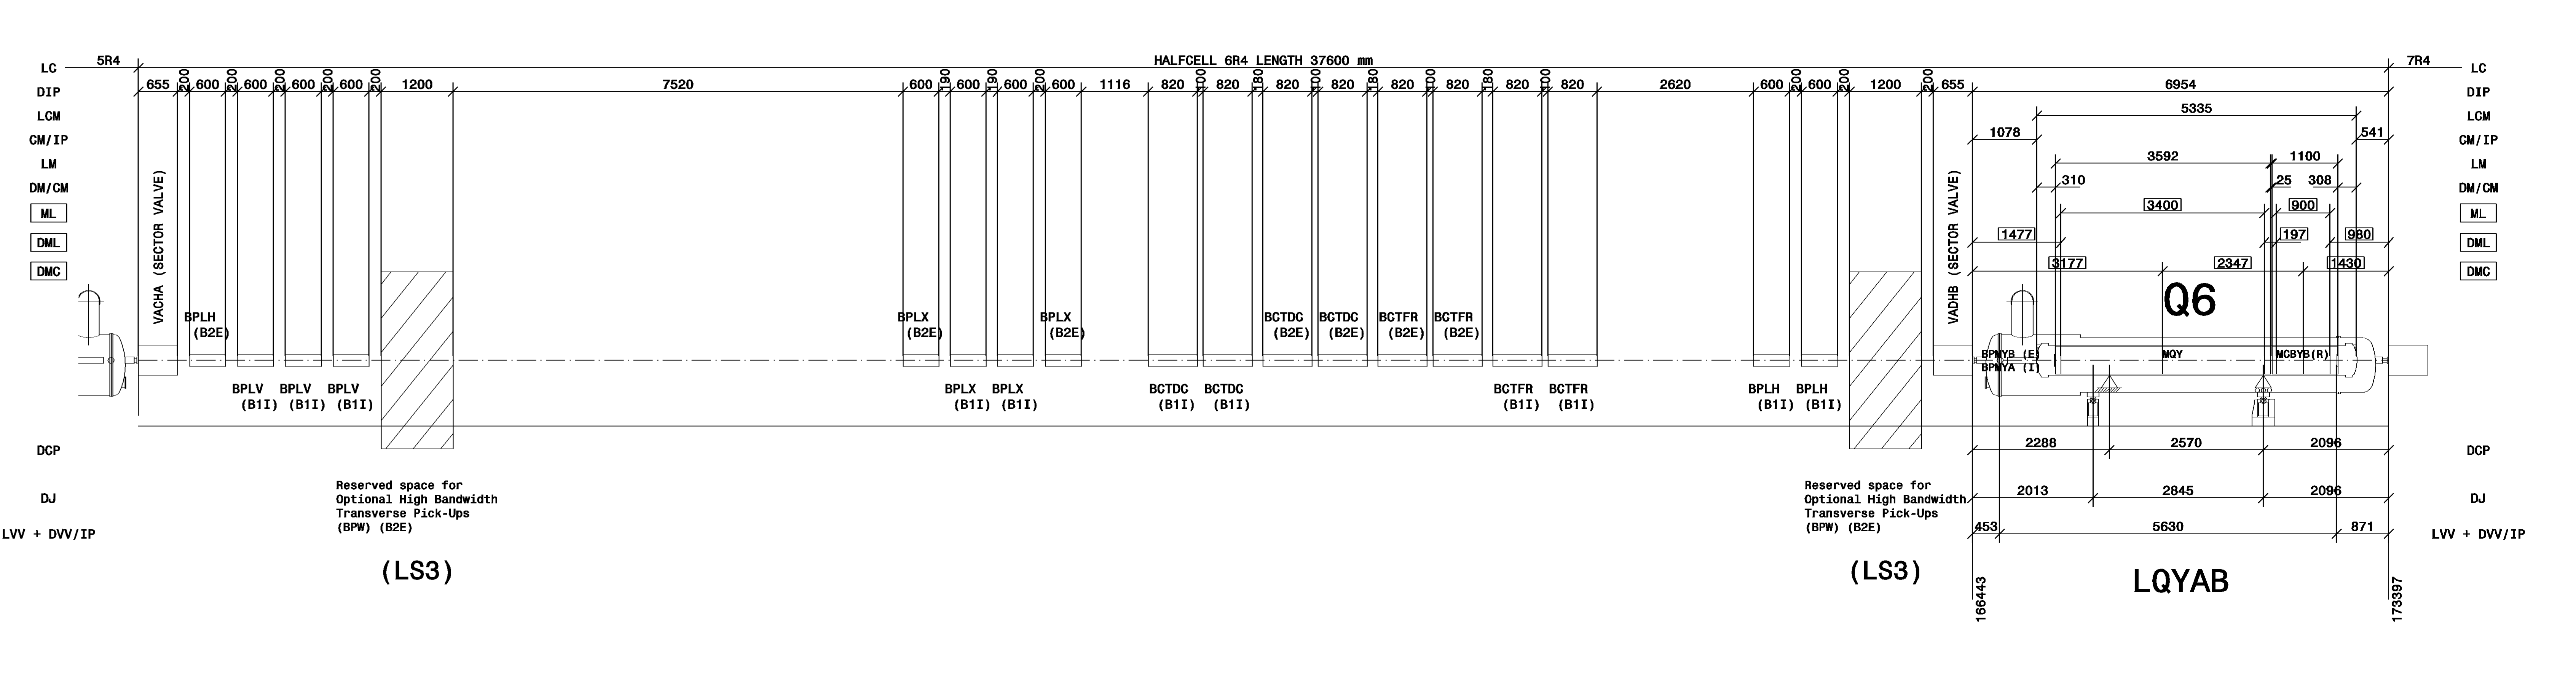 HALFCELL 6R4 LENGTH 37600 mm
5R4
7R4
LC
LC
DIP
655
200
600
200
600
200
600
200
600
200
1200
7520
600
190
600
190
600
200
600
1116
820
100
820
180
820
100
820
180
820
100
820
180
820
100
820
2620
600
200
600
200
1200
200
655
6954
DIP
LCM
5335
LCM
CM/IP
1078
541
CM/IP
LM
3592
1100
LM
DM/CM
310
25
308
DM/CM
ML
3400
900
ML
DML
1477
197
980
DML
DMC
3177
2347
1430
DMC
VACHA (SECTOR VALVE)
VADHB (SECTOR VALVE)
Q6
BPLH
(B2E)
BPLX
(B2E)
BPLX
(B2E)
BCTDC
(B2E)
BCTDC
(B2E)
BCTFR
(B2E)
BCTFR
(B2E)
BPMYB (E)
BPMYA (I)
MQY
MCBYB(R)
BPLV
(B1I)
BPLV
(B1I)
BPLV
(B1I)
BPLX
(B1I)
BPLX
(B1I)
BCTDC
(B1I)
BCTDC
(B1I)
BCTFR
(B1I)
BCTFR
(B1I)
BPLH
(B1I)
BPLH
(B1I)
DCP
2288
2570
2096
DCP
Reserved space for
Optional High Bandwidth
Transverse Pick-Ups
(BPW) (B2E)
Reserved space for
Optional High Bandwidth
Transverse Pick-Ups
(BPW) (B2E)
DJ
2013
2845
2096
DJ
LVV + DVV/IP
453
5630
871
LVV + DVV/IP
(LS3)
(LS3)
LQYAB
166443
173397